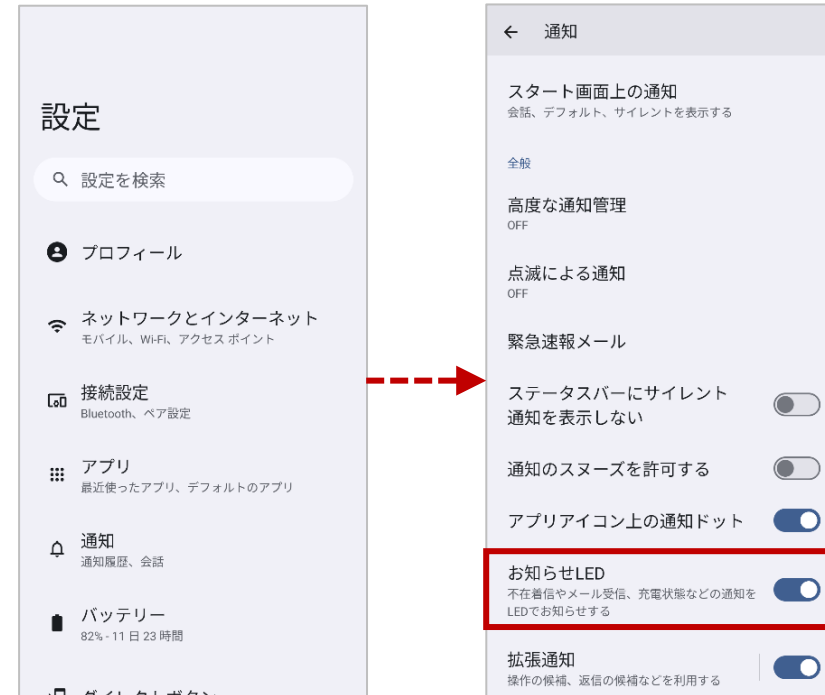 設定
設定を検索
プロフィール
ネットワークとインターネット
モバイル、Wi-Fi、アクセス ポイント
接続設定
Bluetooth、ペア設定
アプリ
最近使ったアプリ、デフォルトのアプリ
通知
通知履歴、会話
バッテリー
82% - 11 日 23 時間
ダイレクトボタン
通知
スタート画面上の通知
会話、デフォルト、サイレントを表示する
全般
高度な通知管理
OFF
点滅による通知
OFF
緊急速報メール
ステータスバーにサイレント
通知を表示しない
通知のスヌーズを許可する
アプリアイコン上の通知ドット
お知らせLED
不在着信やメール受信、充電状態などの通知を
LEDでお知らせする
拡張通知
操作の候補、返信の候補などを利用する